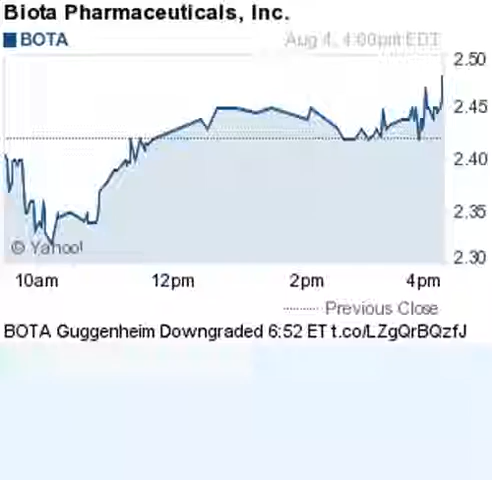 Biota Pharmaceuticals, Inc.
BOTA Aug 4, 4:00pm EDT
2.50
2.45
2.40
2.35
© Yahoo!
2.30
10am 12pm 2pm 4pm
Previous Close
BOTA Guggenheim Downgraded 6:52 ET t.co/LZgQrBQzfJ